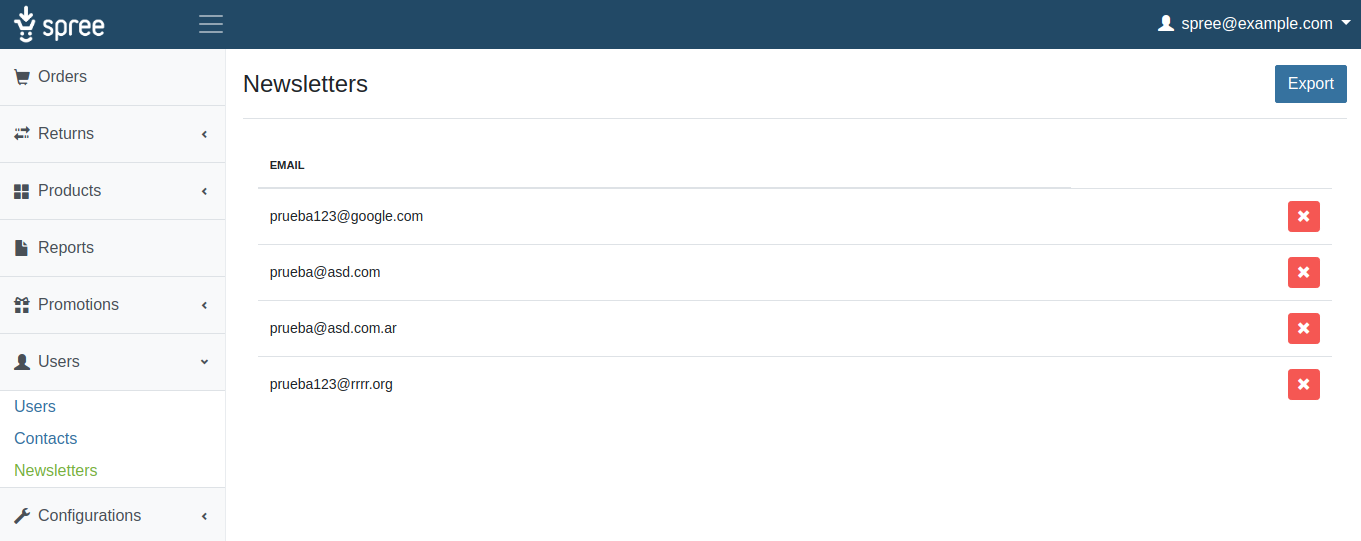 spree
spree@example.com
Orders
Returns
Products
Reports
Promotions
Users
Users
Contacts
Newsletters
Configurations
Newsletters
Export
EMAIL
prueba123@google.com
prueba@asd.com
prueba@asd.com.ar
prueba123@rrrr.org